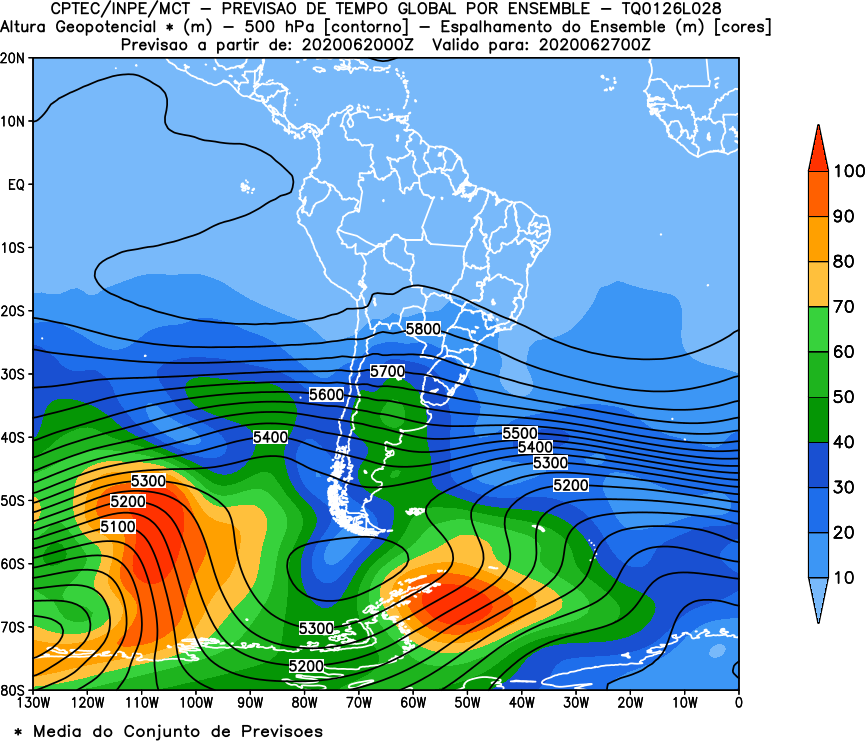 CPTEC/INPE/MCT - PREVISAO DE TEMPO GLOBAL POR ENSEMBLE - TQ0126L028
Altura Geopotencial * (m) - 500 hPa [contorno] - Espalhamento do Ensemble (m) [cores]
Previsao a partir de: 2020062000Z Valido para: 2020062700Z
20N
10N
EQ
10S
20S
30S
40S
50S
60S
70S
80S
5800
5700
5600
5500
5400
5400
5300
5200
5300
5200
5100
5300
5200
100
90
80
70
60
50
40
30
20
10
130W 120W 110W 100W 90W 80W 70W 60W 50W 40W 30W 20W 10W 0
* Media do Conjunto de Previsoes